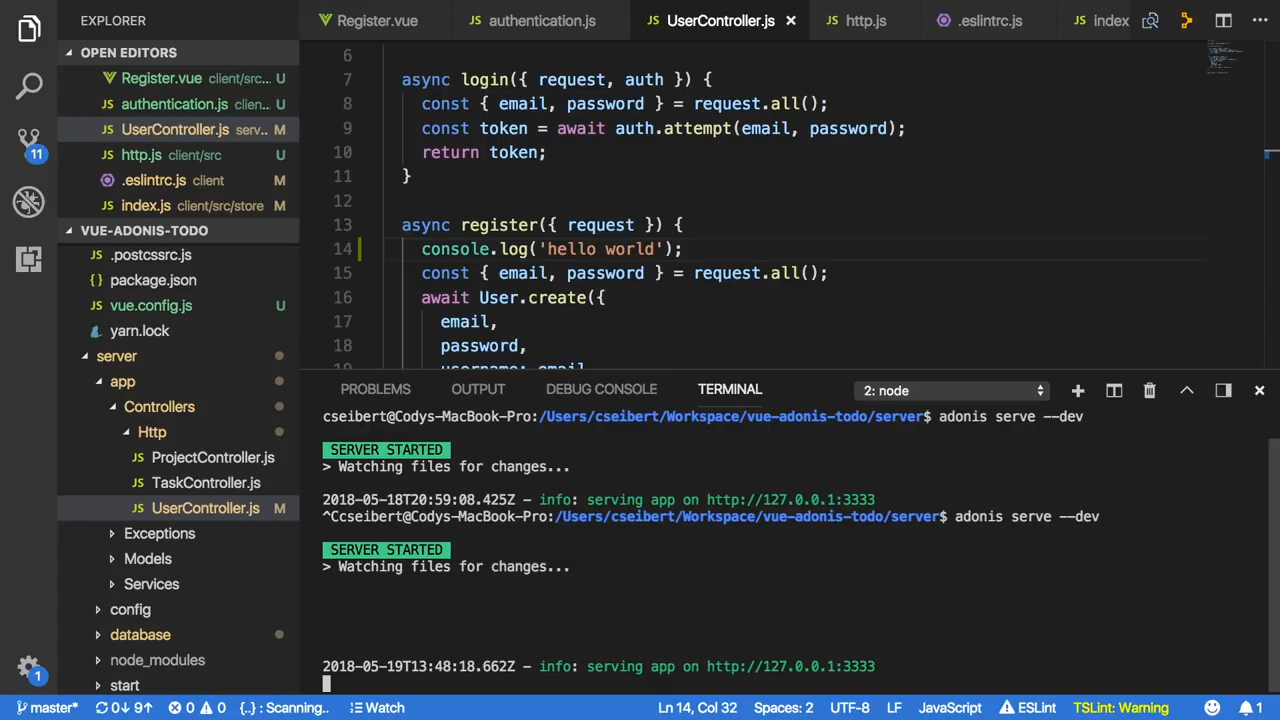 EXPLORER
OPEN EDITORS
Register.vue client/src... U
authentication.js clien... U
UserController.js serv.. M
http.js client/src U
.eslintrc.js client M
index.js client/src/store M
VUE-ADONIS-TODO
.postcssrc.js
{ } package.json
vue.config.js U
yarn.lock
server
app
Controllers
Http
JS ProjectController.js
JS TaskController.js
JS UserController.js M
Exceptions
Models
Services
config
database
node_modules
start
11
1
Register.vue JS authentication.js JS UserController.js × JS http.js .eslintrc.js JS index
6
7 async login({ request, auth }) {
8 const { email, password } = request.all();
9 const token = await auth.attempt(email, password);
10 return token;
11 }
12
13 async register({ request }) {
14 console.log('hello world');
15 const { email, password } = request.all();
16 await User.create({
17 email,
18 password,
19 username: email
PROBLEMS OUTPUT DEBUG CONSOLE TERMINAL 2: node
cseibert@Codys-MacBook-Pro:/Users/cseibert/Workspace/vue-adonis-todo/server$ adonis serve --dev
SERVER STARTED
> Watching files for changes...
2018-05-18T20:59:08.425Z - info: serving app on http://127.0.0.1:3333
^Ccseibert@Codys-MacBook-Pro:/Users/cseibert/Workspace/vue-adonis-todo/server$ adonis serve --dev
SERVER STARTED
> Watching files for changes...
2018-05-19T13:48:18.662Z - info: serving app on http://127.0.0.1:3333
master* 0↓ 9↑ 0 0 {..} : Scanning.. Watch Ln 14, Col 32 Spaces: 2 UTF-8 LF JavaScript ESLint TSLint: Warning 1